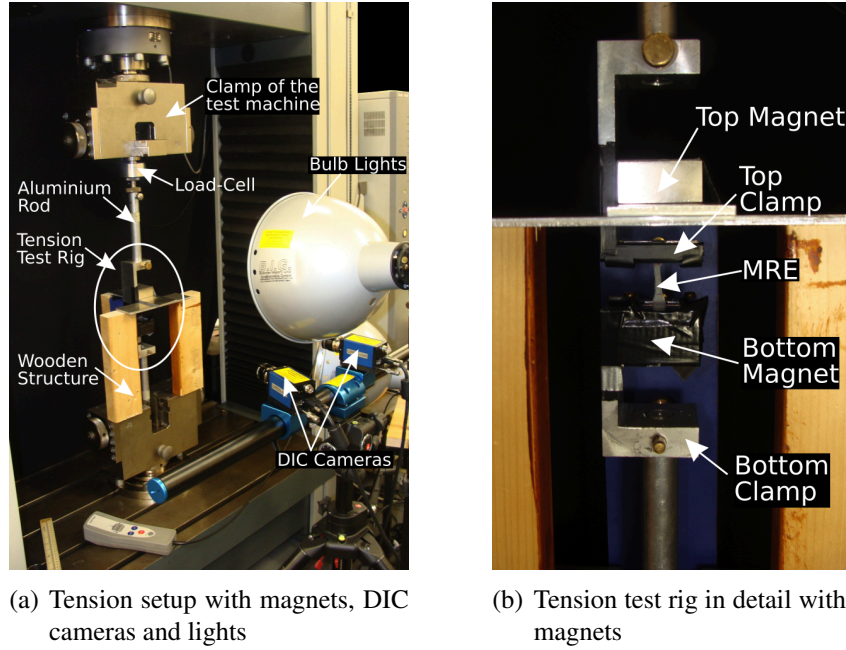 Clamp of the
test machine
Bulb Lights
Load-Cell
Aluminium
Rod
Tension
Test Rig
Wooden
Structure
DIC Cameras
Top Magnet
Top
Clamp
MRE
Bottom
Magnet
Bottom
Clamp
(a) Tension setup with magnets, DIC
cameras and lights
(b) Tension test rig in detail with
magnets